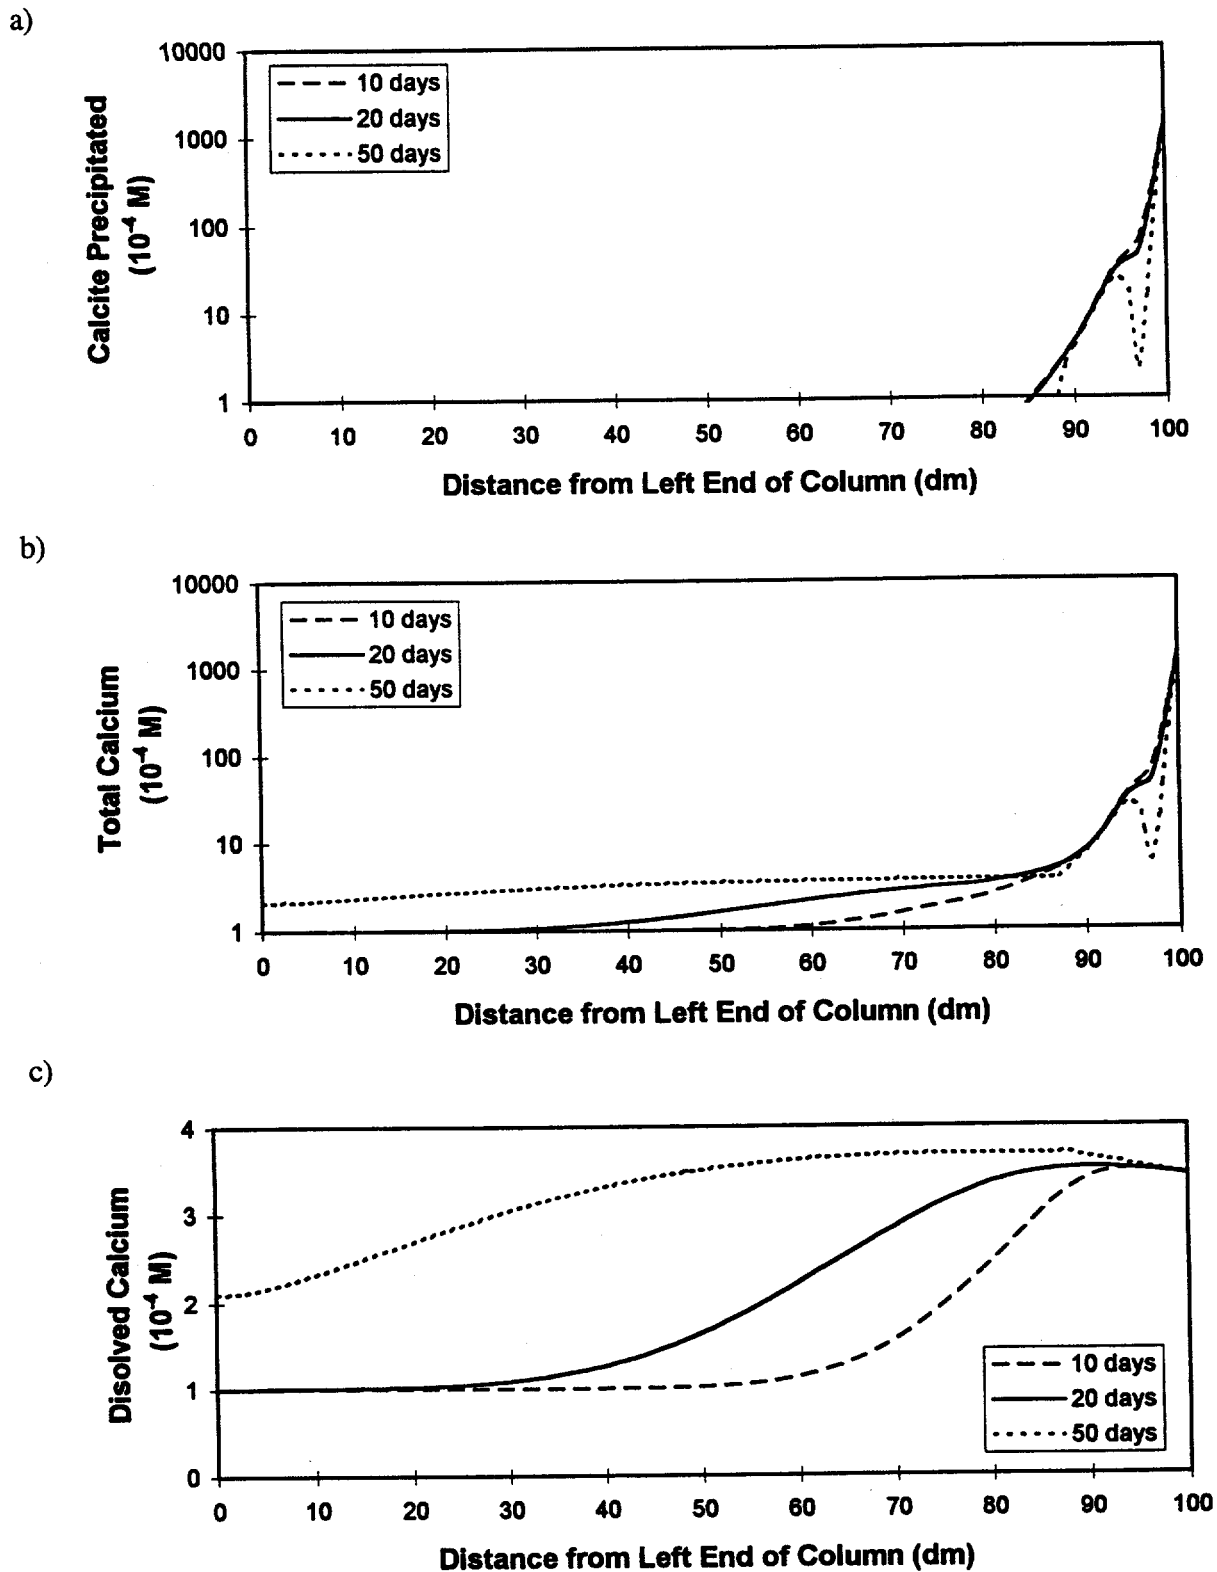 a)
10000
1000
100
10
1
Calcite Precipitated
(10⁻⁴ M)
10 days
20 days
50 days
0 10 20 30 40 50 60 70 80 90 100
Distance from Left End of Column (dm)
b)
10000
1000
100
10
1
Total Calcium
(10⁻⁴ M)
10 days
20 days
50 days
0 10 20 30 40 50 60 70 80 90 100
Distance from Left End of Column (dm)
c)
4
3
2
1
0
Disolved Calcium
(10⁻⁴ M)
10 days
20 days
50 days
0 10 20 30 40 50 60 70 80 90 100
Distance from Left End of Column (dm)